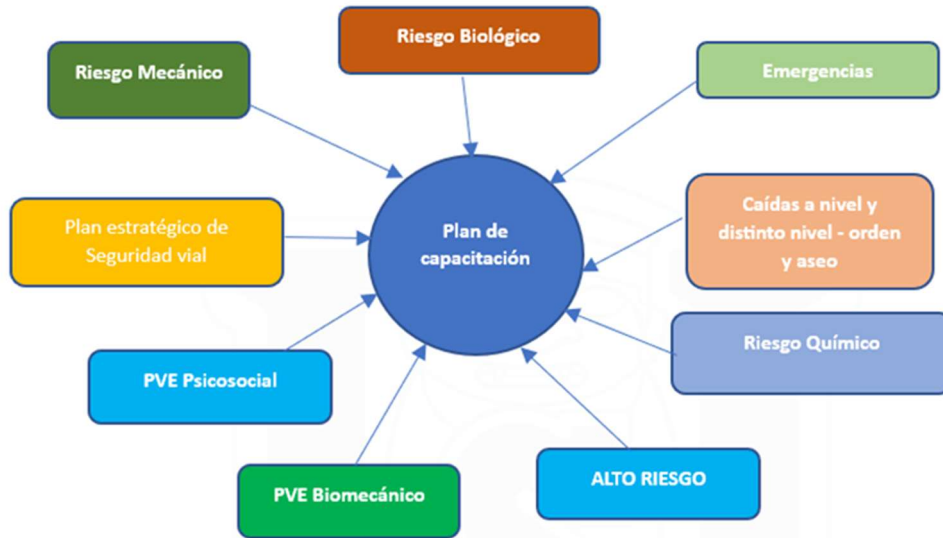 Riesgo Biológico
Riesgo Mecánico
Emergencias
Caídas a nivel y
distinto nivel - orden
y aseo
Plan estratégico de
Seguridad vial
Plan de
capacitación
Riesgo Químico
PVE Psicosocial
PVE Biomecánico
ALTO RIESGO